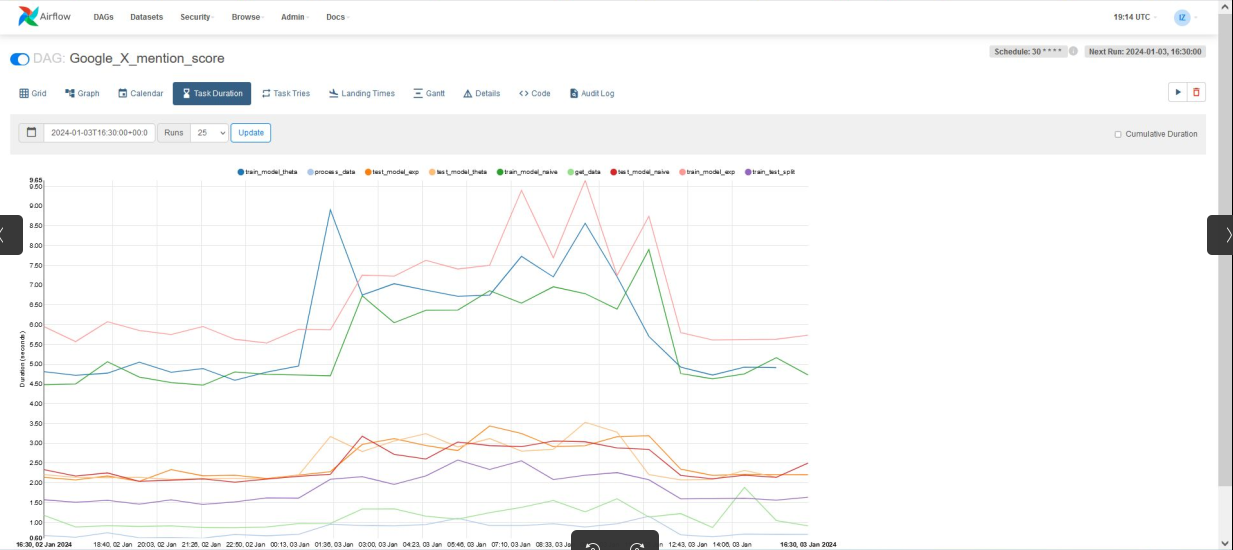 Airflow DAGs Datasets Security Browse Admin Docs 19:14 UTC IZ
DAG: Google_X_mention_score Schedule: 30 * * * * Next Run: 2024-01-03, 16:30:00
Grid Graph Calendar Task Duration Task Tries Landing Times Gantt Details <> Code Audit Log
2024-01-03T16:30:00+00:0 Runs 25 Update Cumulative Duration
train_model_theta process_data test_model_exp test_model_theta train_model_naive get_data test_model_naive train_model_exp train_test_split
9.65
9.50
9.00
8.50
8.00
7.50
7.00
6.50
6.00
5.50
5.00
4.50
4.00
3.50
3.00
2.50
2.00
1.50
1.00
0.60
Duration (seconds)
16:30, 02 Jan 2024 18:40, 02 Jan 20:03, 02 Jan 21:26, 02 Jan 22:50, 02 Jan 00:13, 03 Jan 01:36, 03 Jan 03:00, 03 Jan 04:23, 03 Jan 05:46, 03 Jan 07:10, 03 Jan 08:33, 03 Jan 12:43, 03 Jan 14:06, 03 Jan 16:30, 03 Jan 2024